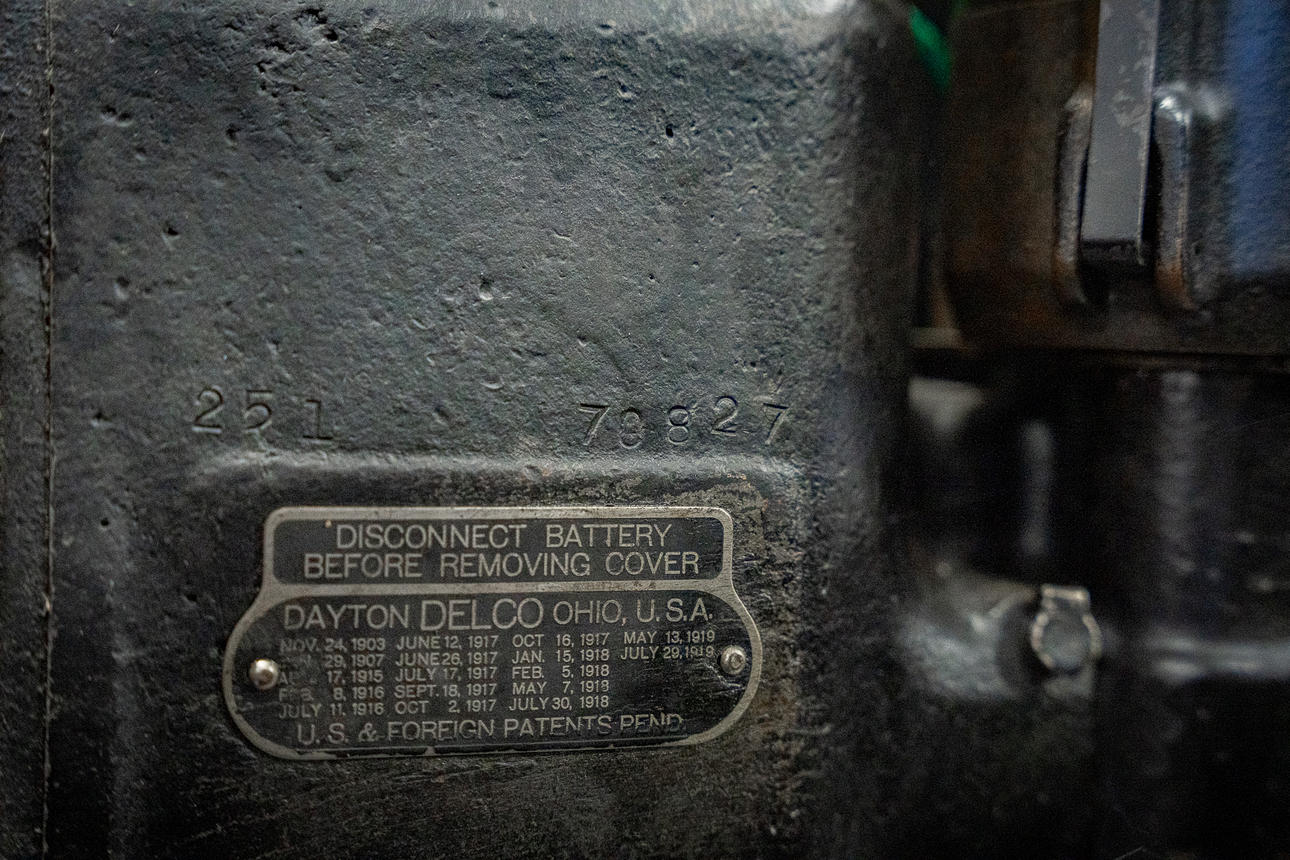 251 79827
DISCONNECT BATTERY
BEFORE REMOVING COVER
DAYTON DELCO OHIO, U.S.A.
NOV. 24, 1903 JUNE 12, 1917 OCT 16, 1917 MAY 13, 1919
29, 1907 JUNE 26, 1917 JAN. 15, 1918 JULY 29, 1919
17, 1915 JULY 17, 1917 FEB. 5, 1918
FEB. 8, 1916 SEPT. 18, 1917 MAY 7, 1918
JULY 11, 1916 OCT 2, 1917 JULY 30, 1918
U. S. & FOREIGN PATENTS PEND.